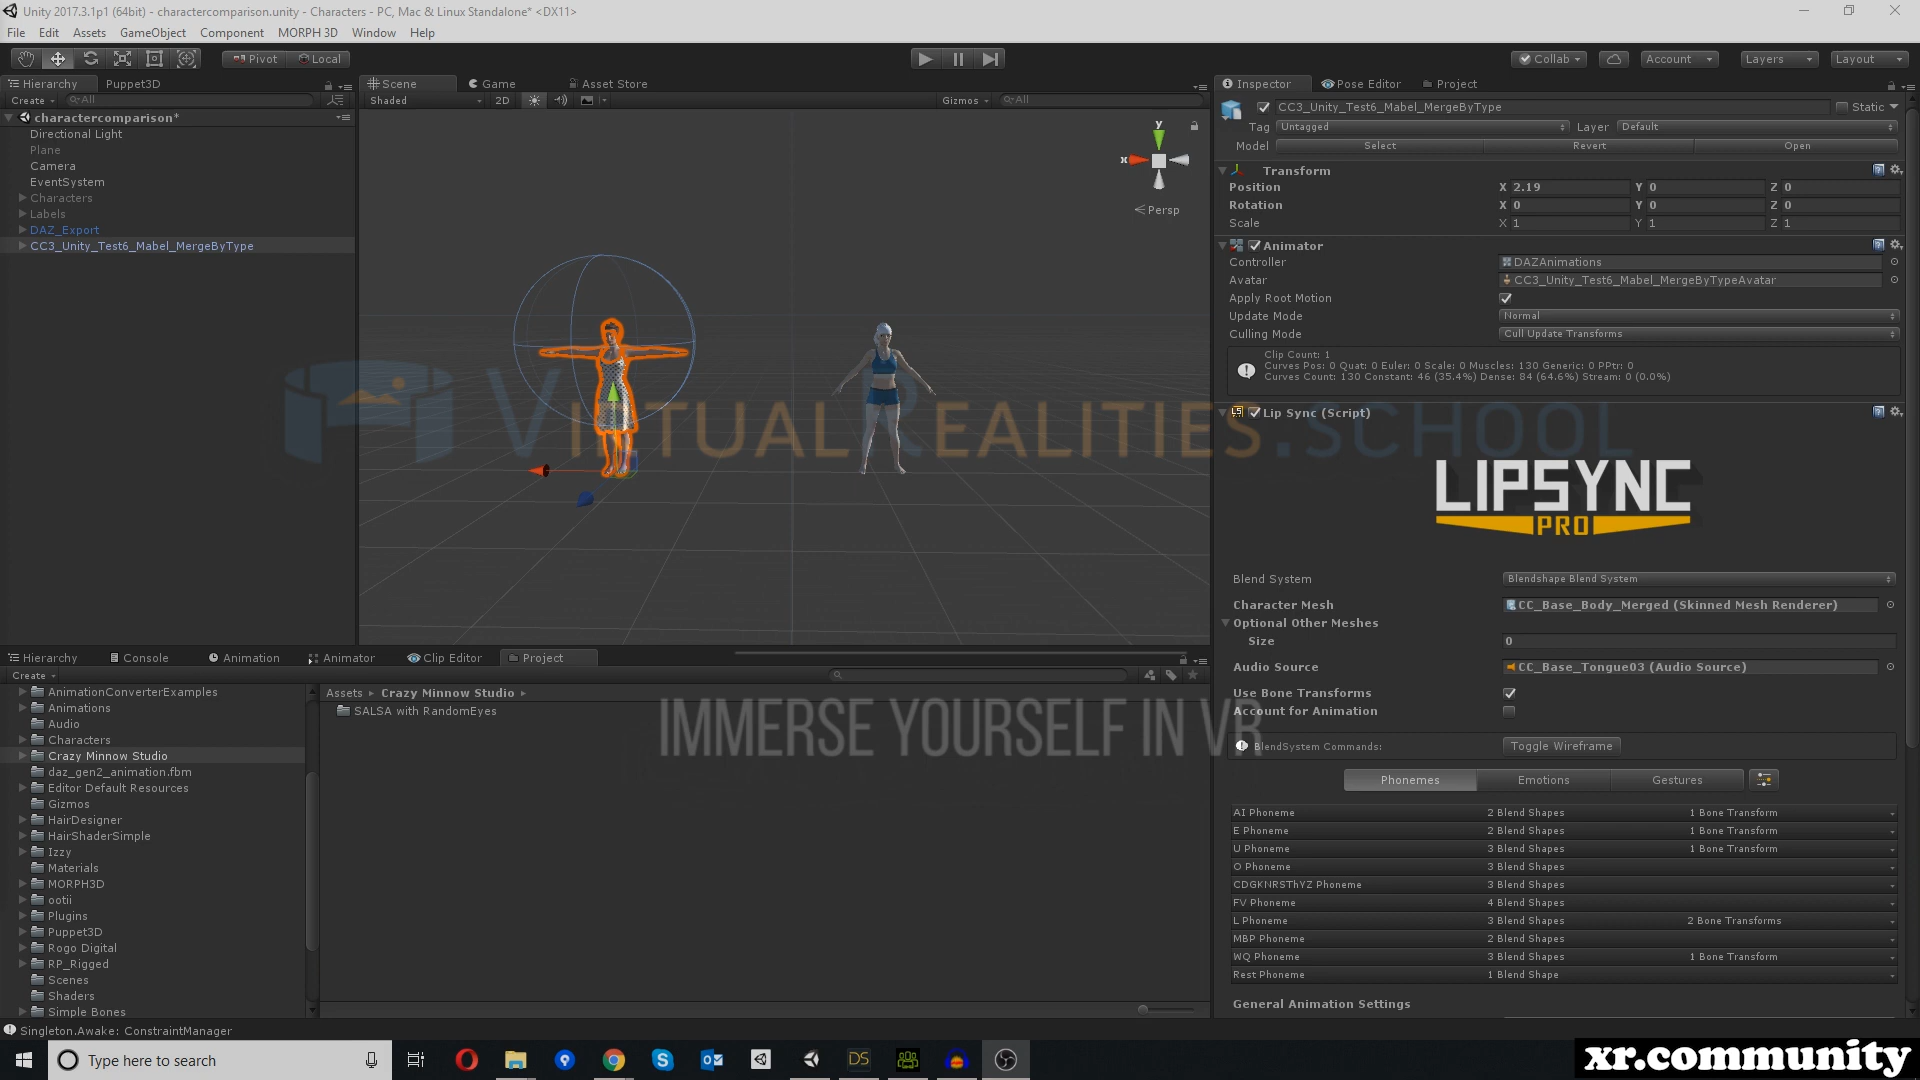 Unity 2017.3.1p1 (64bit) - charactercomparison.unity - Characters - PC, Mac & Linux Standalone* <DX11>
File Edit Assets GameObject Component MORPH 3D Window Help
Pivot Local Collab Account Layers Layout
Hierarchy Puppet3D
Create All
charactercomparison*
Directional Light
Plane
Camera
EventSystem
Characters
Labels
DAZ_Export
CC3_Unity_Test6_Mabel_MergeByType
Scene Game Asset Store
Shaded 2D Gizmos All
y
x
Persp
VIRTUALREALITIES.SCHOOL
IMMERSE YOURSELF IN VR
Inspector Pose Editor Project
CC3_Unity_Test6_Mabel_MergeByType Static
Tag Untagged Layer Default
Model Select Revert Open
Transform
Position X 2.19 Y 0 Z 0
Rotation X 0 Y 0 Z 0
Scale X 1 Y 1 Z 1
Animator
Controller DAZAnimations
Avatar CC3_Unity_Test6_Mabel_MergeByTypeAvatar
Apply Root Motion
Update Mode Normal
Culling Mode Cull Update Transforms
Clip Count: 1
Curves Pos: 0 Quat: 0 Euler: 0 Scale: 0 Muscles: 130 Generic: 0 PPtr: 0
Curves Count: 130 Constant: 46 (35.4%) Dense: 84 (64.6%) Stream: 0 (0.0%)
LS Lip Sync (Script)
LIPSYNC
PRO
Blend System Blendshape Blend System
Character Mesh CC_Base_Body_Merged (Skinned Mesh Renderer)
Optional Other Meshes
Size 0
Audio Source CC_Base_Tongue03 (Audio Source)
Use Bone Transforms
Account for Animation
BlendSystem Commands: Toggle Wireframe
Phonemes Emotions Gestures
AI Phoneme 2 Blend Shapes 1 Bone Transform
E Phoneme 2 Blend Shapes 1 Bone Transform
U Phoneme 3 Blend Shapes 1 Bone Transform
O Phoneme 3 Blend Shapes
CDGKNRSThYZ Phoneme 3 Blend Shapes
FV Phoneme 4 Blend Shapes
L Phoneme 3 Blend Shapes 2 Bone Transforms
MBP Phoneme 2 Blend Shapes
WQ Phoneme 3 Blend Shapes 1 Bone Transform
Rest Phoneme 1 Blend Shape
General Animation Settings
Hierarchy Console Animation Animator Clip Editor Project
Create
AnimationConverterExamples
Animations
Audio
Characters
Crazy Minnow Studio
daz_gen2_animation.fbm
Editor Default Resources
Gizmos
HairDesigner
HairShaderSimple
Izzy
Materials
MORPH3D
ootii
Plugins
Puppet3D
Rogo Digital
RP_Rigged
Scenes
Shaders
Simple Bones
Assets Crazy Minnow Studio
SALSA with RandomEyes
Singleton.Awake: ConstraintManager
Type here to search
DS
xr.community